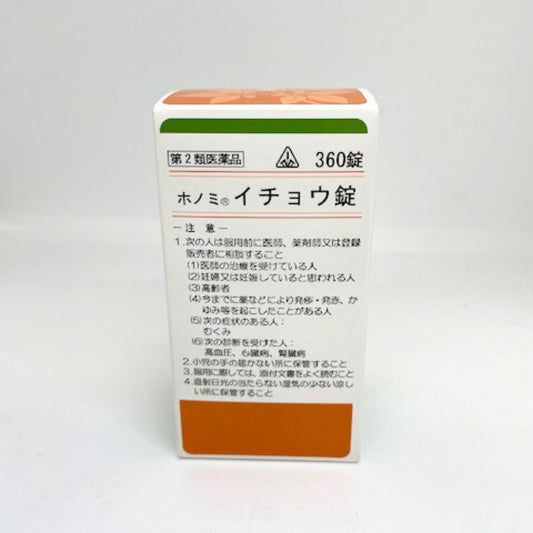 第2類医薬品 360錠
ホノミ®イチョウ錠
ー注 意ー
1.次の人は服用前に医師、薬剤師又は登録
販売者に相談すること
(1)医師の治療を受けている人
(2)妊婦又は妊娠していると思われる人
(3)高齢者
(4)今までに薬などにより発疹・発赤、か
ゆみ等を起こしたことがある人
(5)次の症状のある人:
むくみ
(6)次の診断を受けた人:
高血圧、心臓病、腎臓病
2.小児の手の届かない所に保管すること
3.服用に際しては、添付文書をよく読むこと
4.直射日光の当たらない湿気の少ない涼し
い所に保管すること